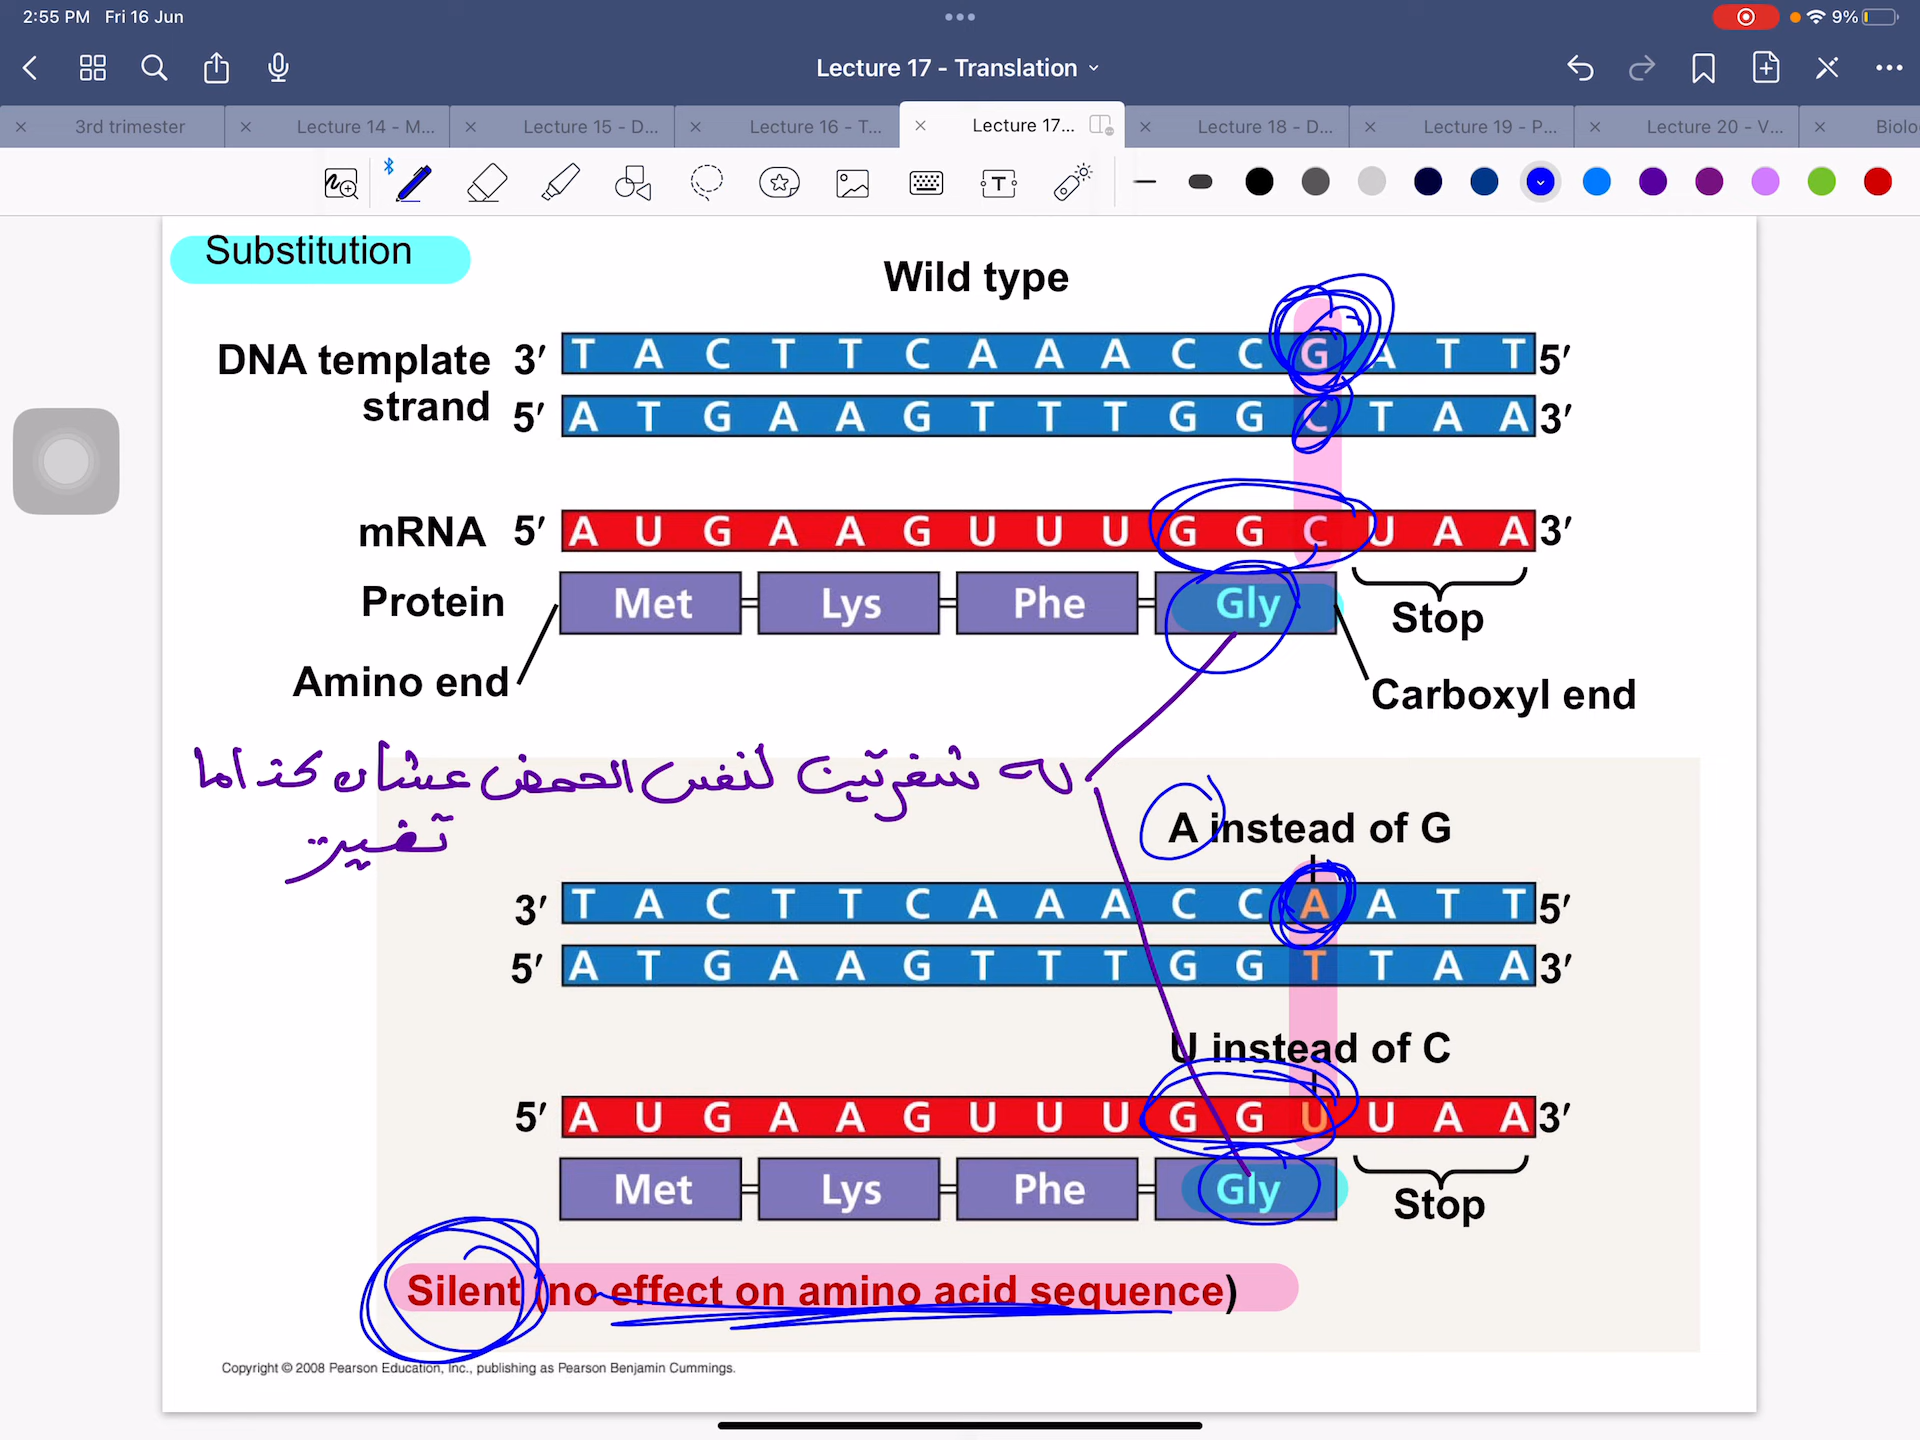 2:55 PM Fri 16 Jun
9%
Lecture 17 - Translation
3rd trimester
Lecture 14 - M...
Lecture 15 - D...
Lecture 16 - T...
Lecture 17...
Lecture 18 - D...
Lecture 19 - P...
Lecture 20 - V...
Biolo
Substitution
Wild type
DNA template strand
3′ T A C T T C A A A C C G A T T 5′
5′ A T G A A G T T T G G C T A A 3′
mRNA 5′ A U G A A G U U U G G C U A A 3′
Protein Met Lys Phe Gly Stop
Amino end
Carboxyl end
له شفرتين لنفس الحمض عشان كذا ما
تغيرت
A instead of G
3′ T A C T T C A A A C C A A T T 5′
5′ A T G A A G T T T G G T T A A 3′
U instead of C
5′ A U G A A G U U U G G U U A A 3′
Met Lys Phe Gly Stop
Silent (no effect on amino acid sequence)
Copyright © 2008 Pearson Education, Inc., publishing as Pearson Benjamin Cummings.